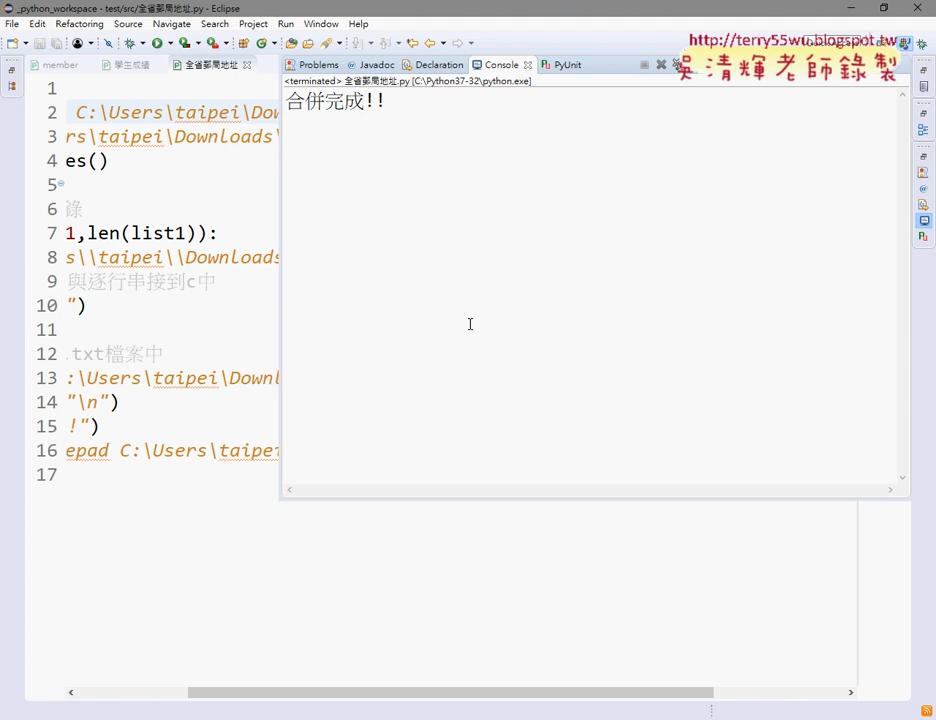 _python_workspace - test/src/全省郵局地址.py - Eclipse
File Edit Refactoring Source Navigate Search Project Run Window Help
http://terry55wu.blogspot.tw
吳清輝老師錄製
member 學生成績 全省郵局地址 Problems Javadoc Declaration Console PyUnit
<terminated> 全省郵局地址.py [C:\Python37-32\python.exe]
合併完成!!
1
2 C:\Users\taipei\Dow
3 rs\taipei\Downloads\
4 es()
5
6 錄
7 1,len(list1)):
8 s\\taipei\\Downloads
9 與逐行串接到c中
10 ")
11
12 .txt檔案中
13 :\Users\taipei\Downl
14 "\n")
15 !")
16 epad C:\Users\taipei
17